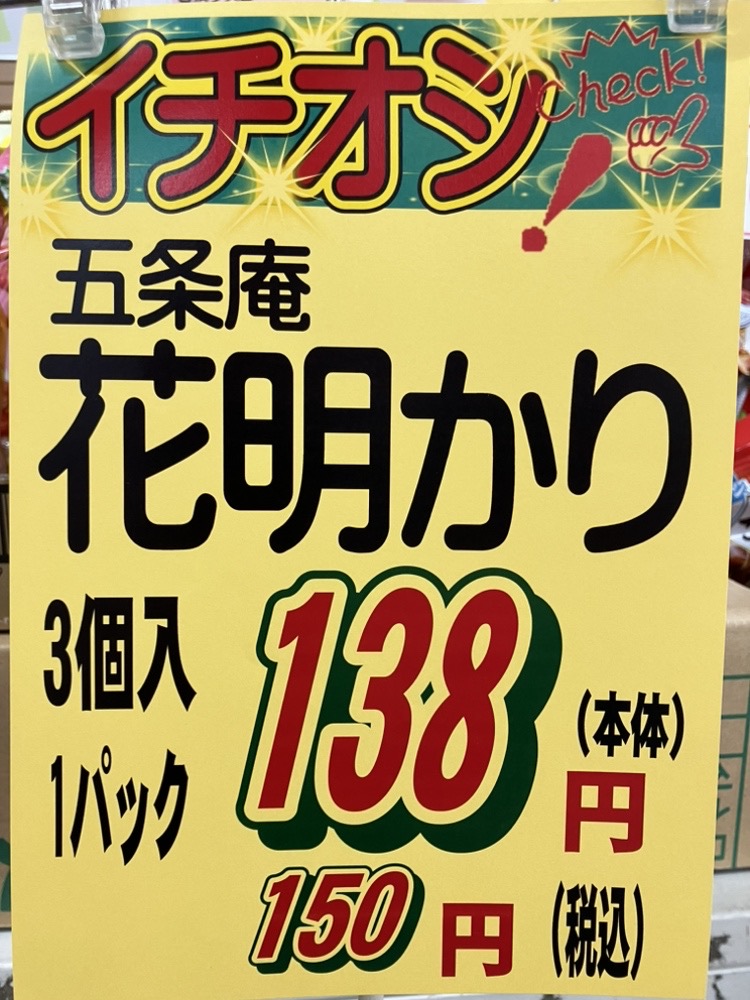 イチオシ
Check!
!
五条庵
花明かり
3個入
1パック
138
(本体)
円
150円(税込)